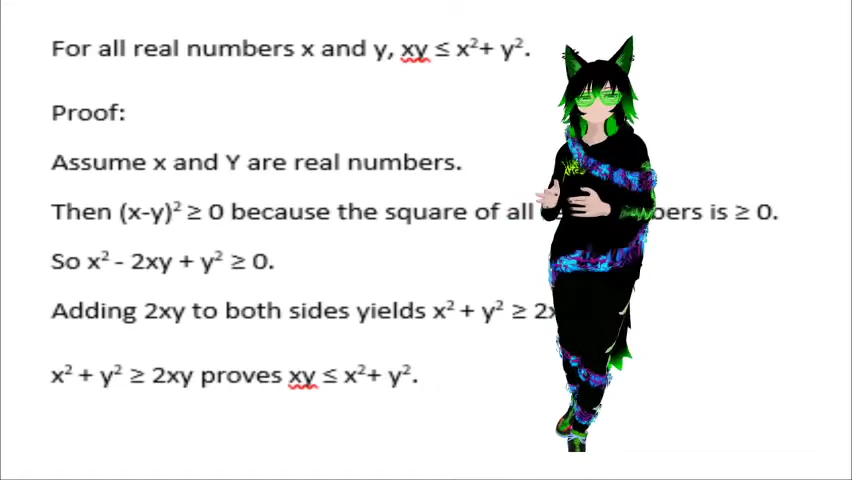 For all real numbers x and y, xy ≤ x²+ y².
Proof:
Assume x and Y are real numbers.
Then (x-y)² ≥ 0 because the square of all bers is ≥ 0.
So x² - 2xy + y² ≥ 0.
Adding 2xy to both sides yields x² + y² ≥ 2x
x² + y² ≥ 2xy proves xy ≤ x²+ y².